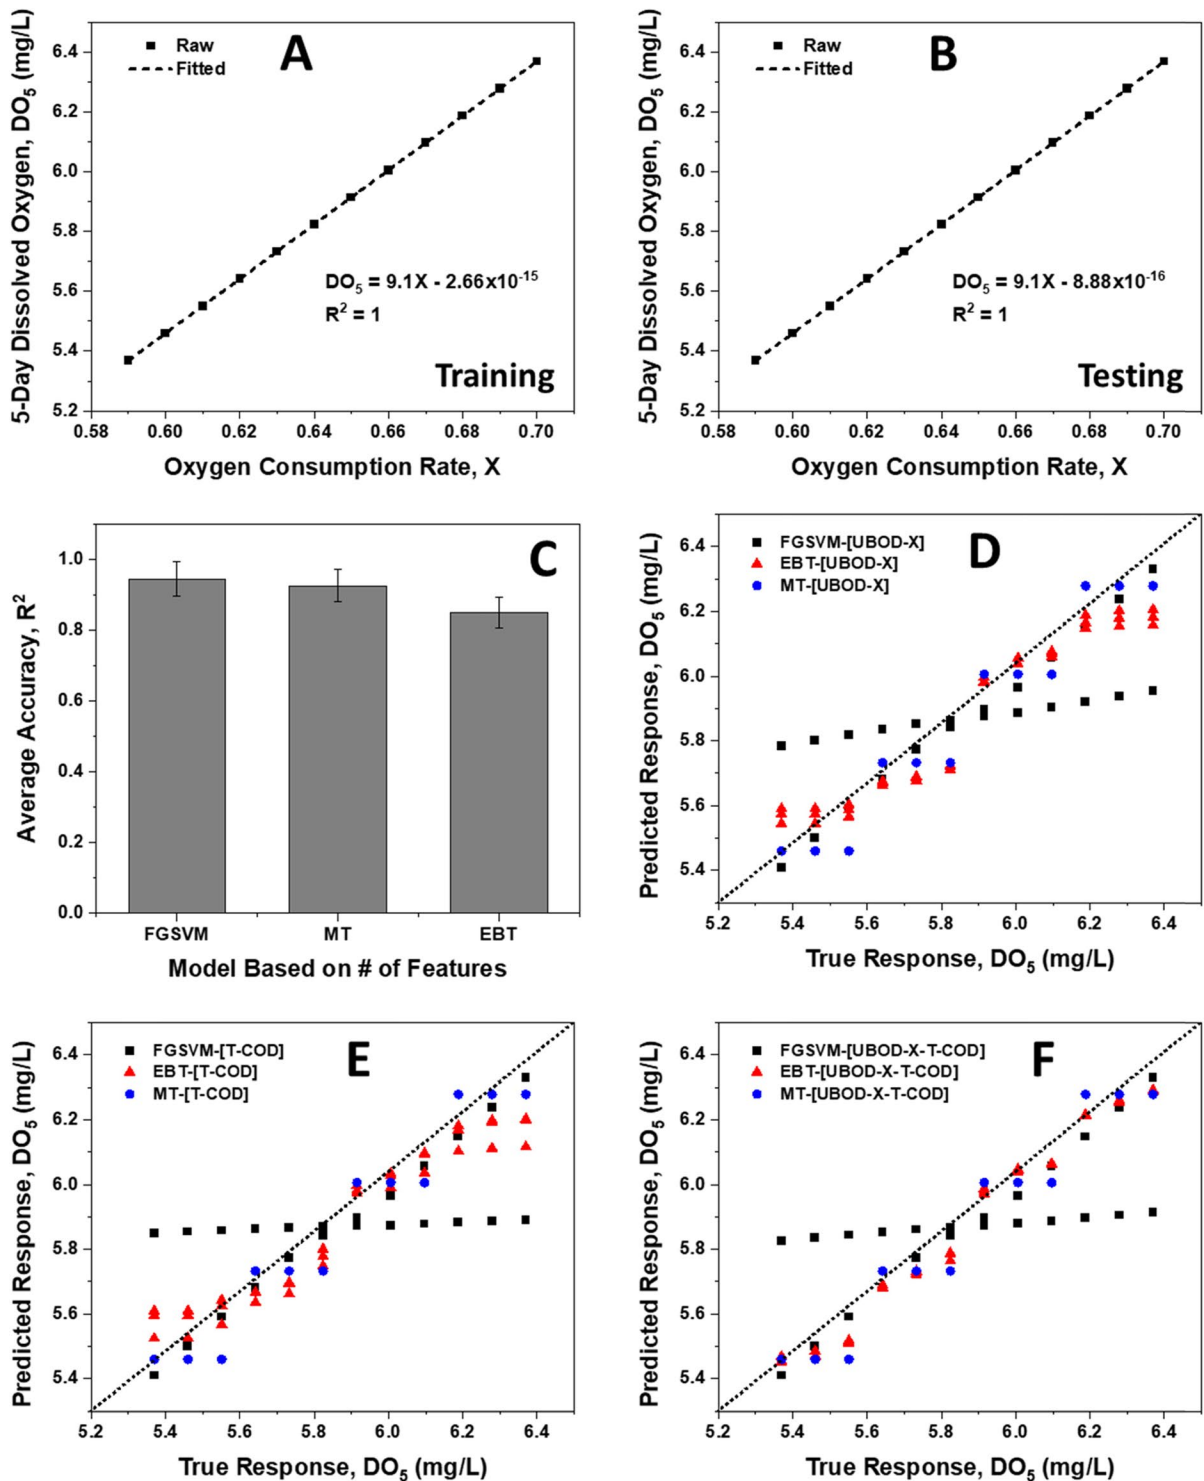 6.4
6.2
6.0
5.8
5.6
5.4
5.2
5-Day Dissolved Oxygen, DO5 (mg/L)
Raw
Fitted
A
DO5 = 9.1X - 2.66x10^-15
R^2 = 1
Training
0.58 0.60 0.62 0.64 0.66 0.68 0.70
Oxygen Consumption Rate, X
6.4
6.2
6.0
5.8
5.6
5.4
5.2
5-Day Dissolved Oxygen, DO5 (mg/L)
Raw
Fitted
B
DO5 = 9.1X - 8.88x10^-16
R^2 = 1
Testing
0.58 0.60 0.62 0.64 0.66 0.68 0.70
Oxygen Consumption Rate, X
1.0
0.8
0.6
0.4
0.2
0.0
Average Accuracy, R^2
C
FGSVM MT EBT
Model Based on # of Features
6.4
6.2
6.0
5.8
5.6
5.4
Predicted Response, DO5 (mg/L)
FGSVM-[UBOD-X]
EBT-[UBOD-X]
MT-[UBOD-X]
D
5.2 5.4 5.6 5.8 6.0 6.2 6.4
True Response, DO5 (mg/L)
6.4
6.2
6.0
5.8
5.6
5.4
Predicted Response, DO5 (mg/L)
FGSVM-[T-COD]
EBT-[T-COD]
MT-[T-COD]
E
5.2 5.4 5.6 5.8 6.0 6.2 6.4
True Response, DO5 (mg/L)
6.4
6.2
6.0
5.8
5.6
5.4
Predicted Response, DO5 (mg/L)
FGSVM-[UBOD-X-T-COD]
EBT-[UBOD-X-T-COD]
MT-[UBOD-X-T-COD]
F
5.2 5.4 5.6 5.8 6.0 6.2 6.4
True Response, DO5 (mg/L)